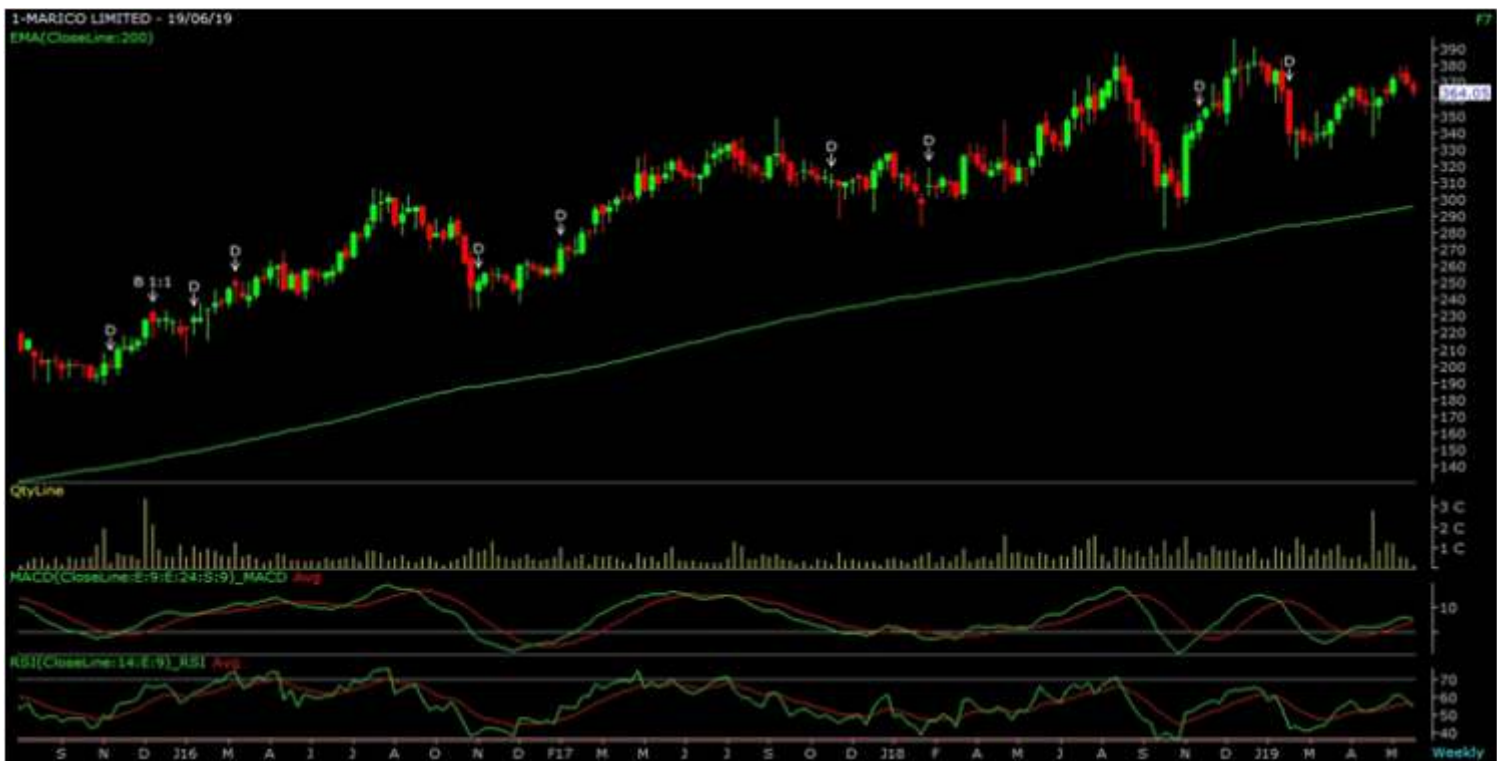 1-MARICO LIMITED - 19/06/19
F7
EMA(CloseLine:200)
390
380
370
364.05
350
340
330
320
310
300
290
280
270
260
250
240
230
220
210
200
190
180
170
160
150
140
D
B 1:1
D
D
D
D
D
D
D
D
QtyLine
3 C
2 C
1 C
MACD(CloseLine:E:9:E:24:S:9)_MACD Avg
10
RSI(CloseLine:14:E:9)_RSI Avg
70
60
50
40
S N D J16 M A J J A O N D F17 M M J J S O D J18 F A M J A S N D J19 M A M Weekly